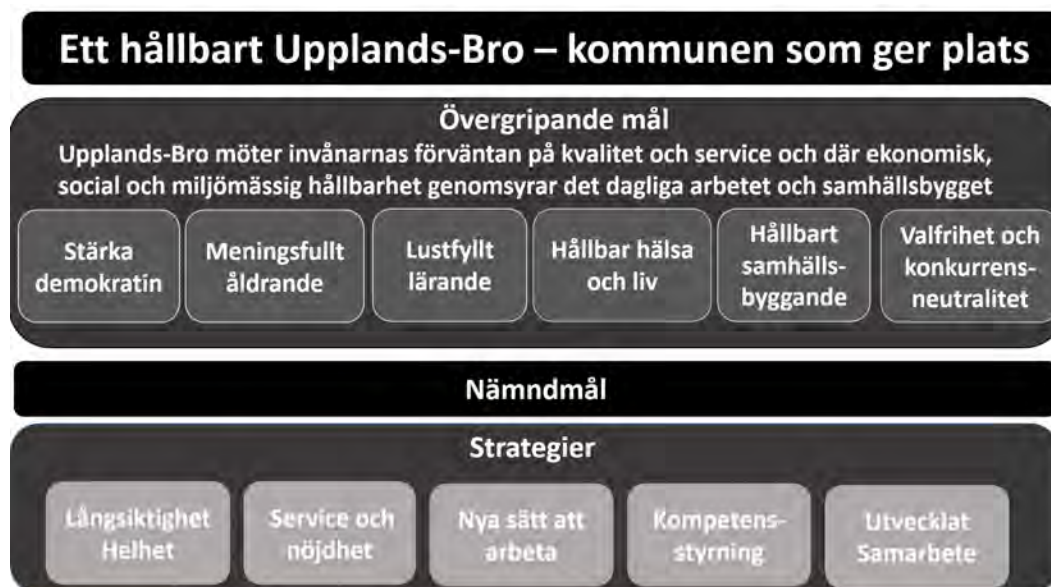 Ett hållbart Upplands-Bro – kommunen som ger plats
Övergripande mål
Upplands-Bro möter invånarnas förväntan på kvalitet och service och där ekonomisk,
social och miljömässig hållbarhet genomsyrar det dagliga arbetet och samhällsbygget
Stärka
demokratin
Meningsfullt
åldrande
Lustfyllt
lärande
Hållbar hälsa
och liv
Hållbart
samhälls-
byggande
Valfrihet och
konkurrens-
neutralitet
Nämndmål
Strategier
Långsiktighet
Helhet
Service och
nöjdhet
Nya sätt att
arbeta
Kompetens-
styrning
Utvecklat
Samarbete